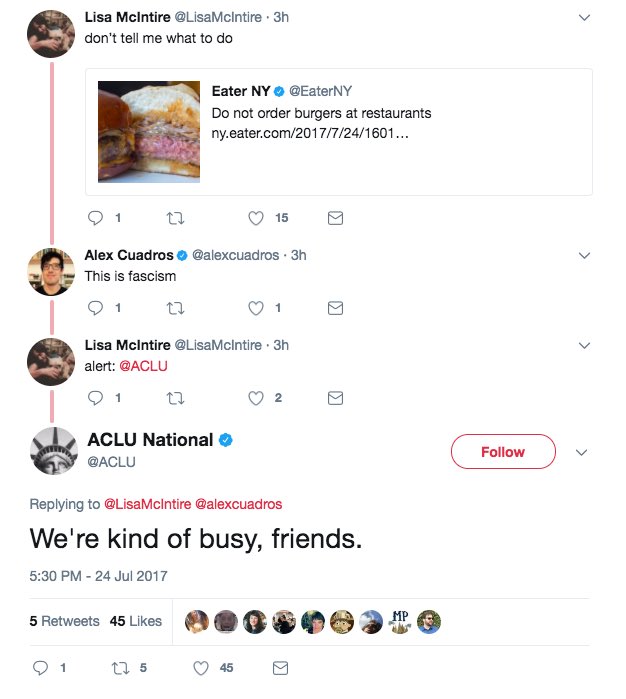 Lisa McIntire @LisaMcIntire · 3h
don't tell me what to do
Eater NY @EaterNY
Do not order burgers at restaurants
ny.eater.com/2017/7/24/1601…
1 15
Alex Cuadros @alexcuadros · 3h
This is fascism
1 1
Lisa McIntire @LisaMcIntire · 3h
alert: @ACLU
1 2
ACLU National
@ACLU
Follow
Replying to @LisaMcIntire @alexcuadros
We're kind of busy, friends.
5:30 PM - 24 Jul 2017
5 Retweets 45 Likes MP
1 5 45